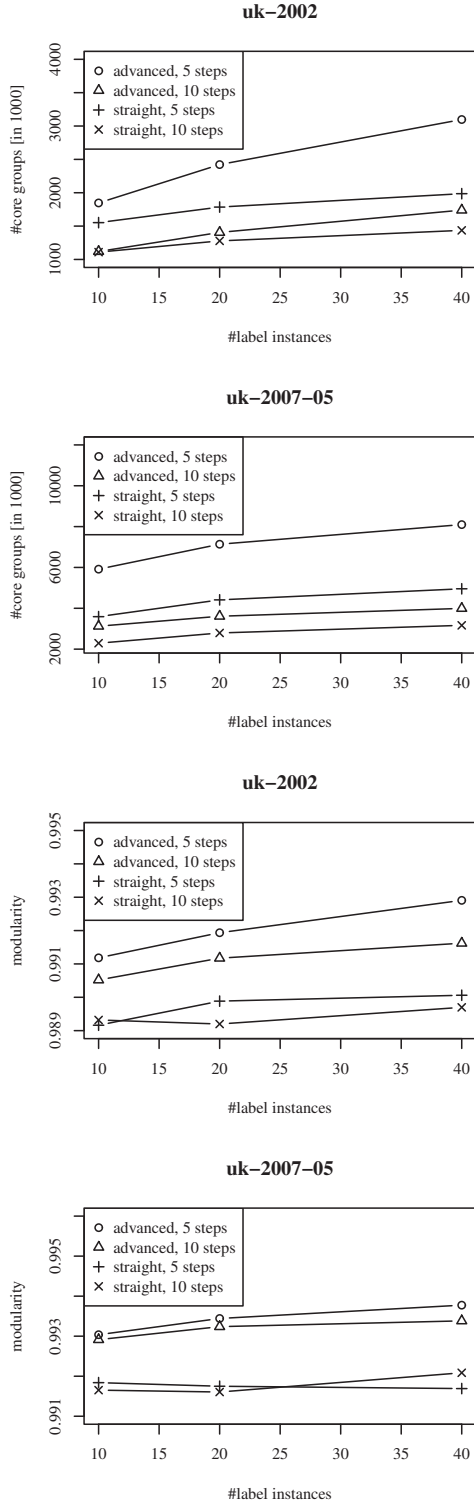 uk−2002
#core groups [in 1000]
4000
3000
2000
1000
advanced, 5 steps
advanced, 10 steps
straight, 5 steps
straight, 10 steps
10 15 20 25 30 35 40
#label instances
uk−2007−05
#core groups [in 1000]
10000
6000
2000
advanced, 5 steps
advanced, 10 steps
straight, 5 steps
straight, 10 steps
10 15 20 25 30 35 40
#label instances
uk−2002
modularity
0.995
0.993
0.991
0.989
advanced, 5 steps
advanced, 10 steps
straight, 5 steps
straight, 10 steps
10 15 20 25 30 35 40
#label instances
uk−2007−05
modularity
0.995
0.993
0.991
advanced, 5 steps
advanced, 10 steps
straight, 5 steps
straight, 10 steps
10 15 20 25 30 35 40
#label instances